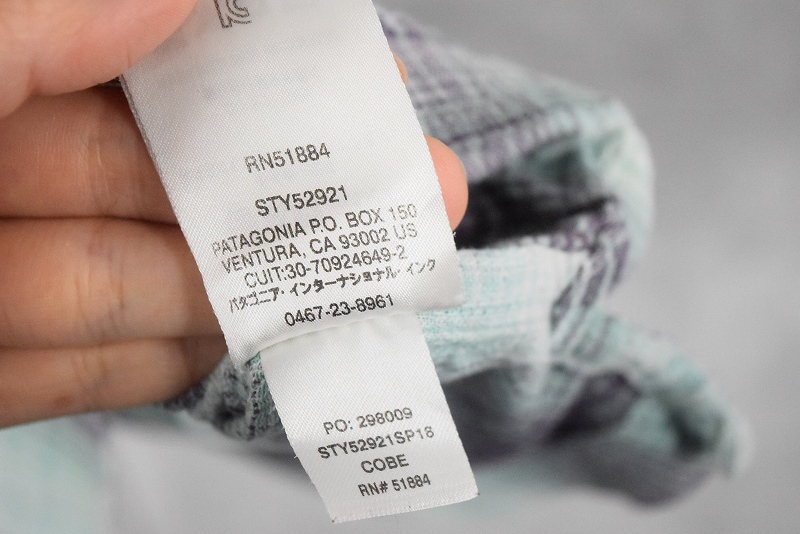 RN51884
STY52921
PATAGONIA P.O. BOX 150
VENTURA, CA 93002 US
CUIT:30-70924649-2
パタゴニア・インターナショナル・インク
0467-23-8961
PO: 298009
STY52921SP18
COBE
RN# 51884